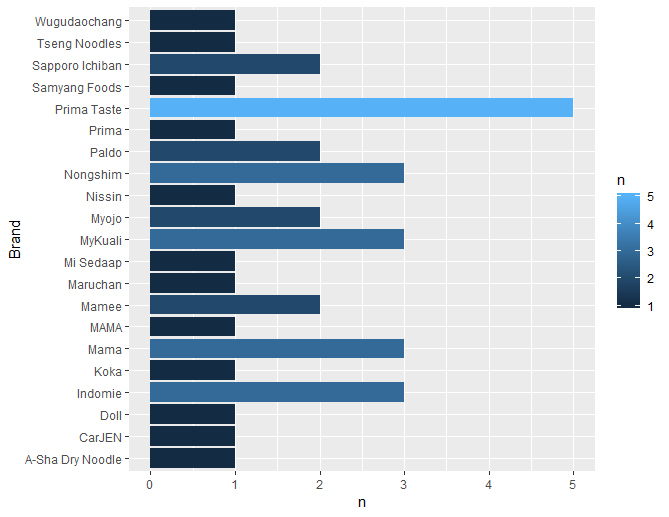 Wugudaochang
Tseng Noodles
Sapporo Ichiban
Samyang Foods
Prima Taste
Prima
Paldo
Nongshim
Nissin
Myojo
MyKuali
Mi Sedaap
Maruchan
Mamee
MAMA
Mama
Koka
Indomie
Doll
CarJEN
A-Sha Dry Noodle
Brand
0 1 2 3 4 5
n
n
5
4
3
2
1